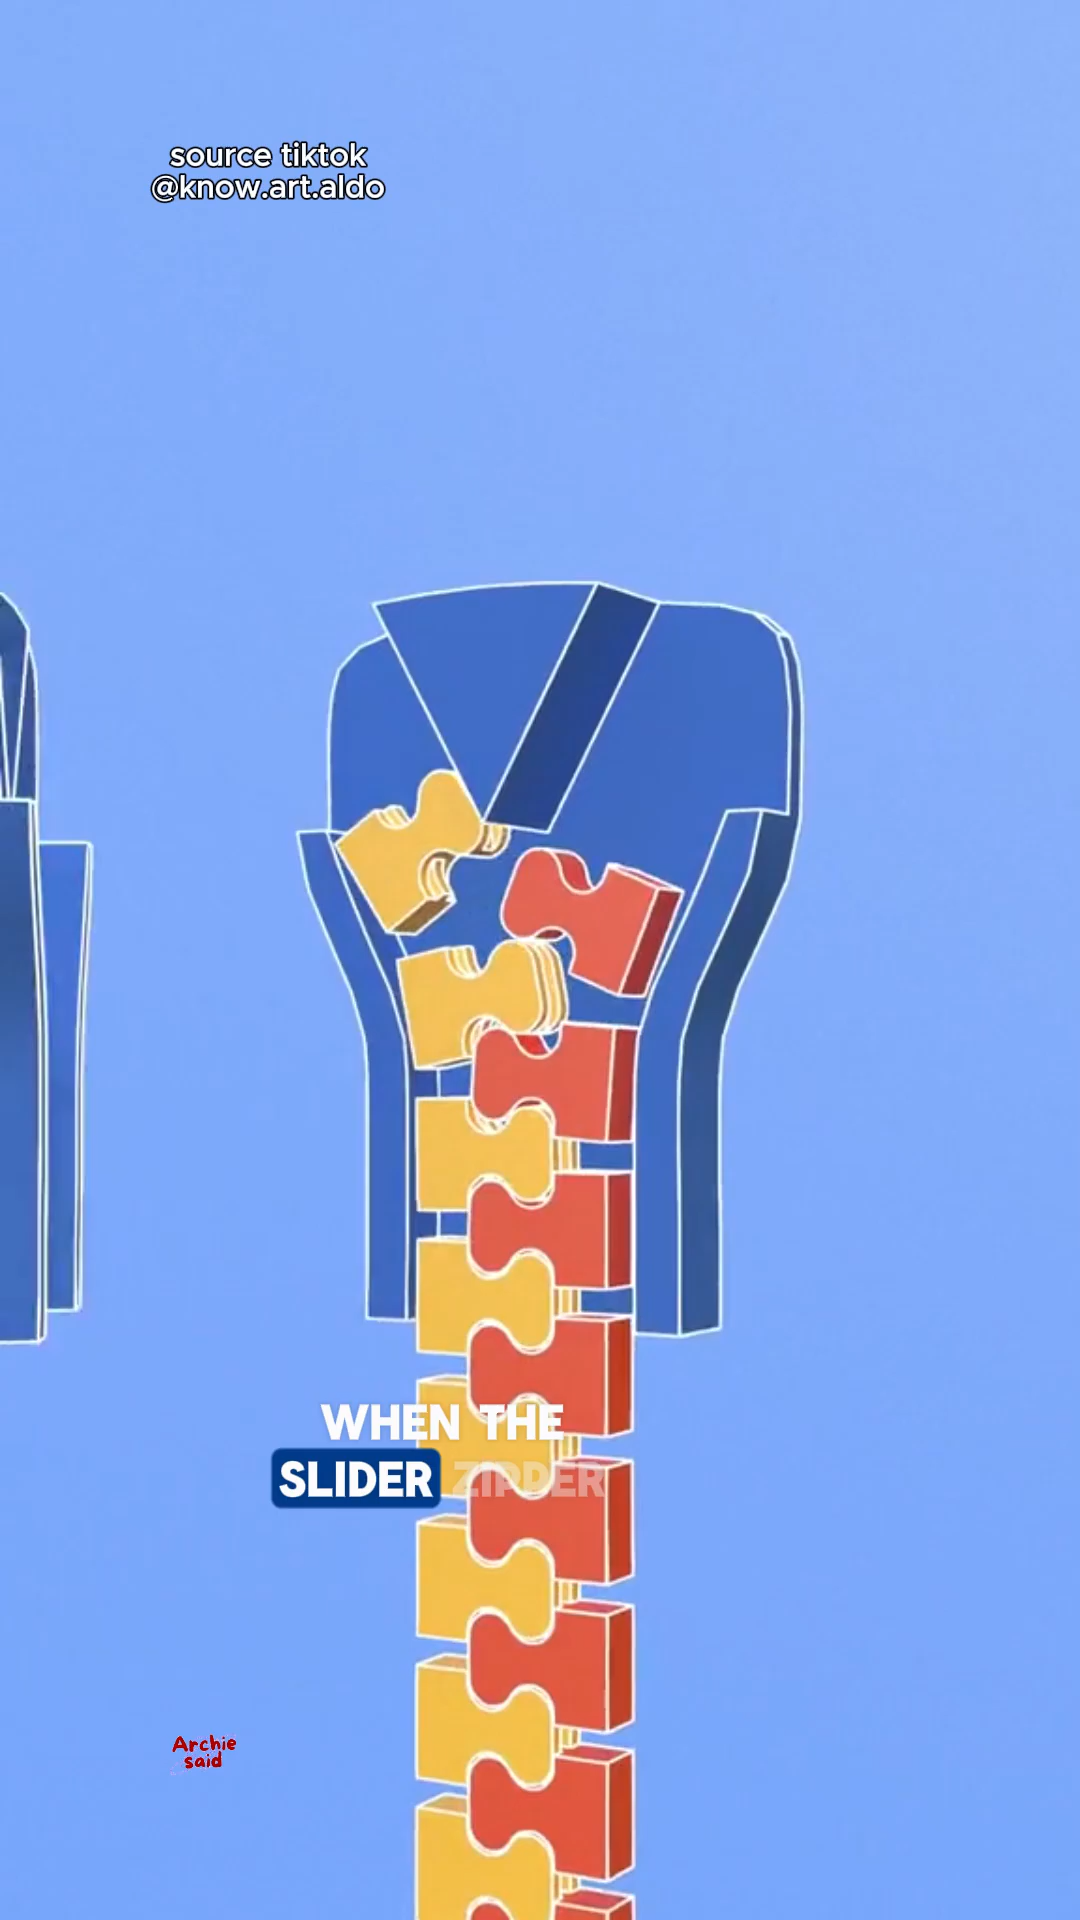 source tiktok
@know.art.aldo
WHEN THE
SLIDER ZIPPER
Archie
said